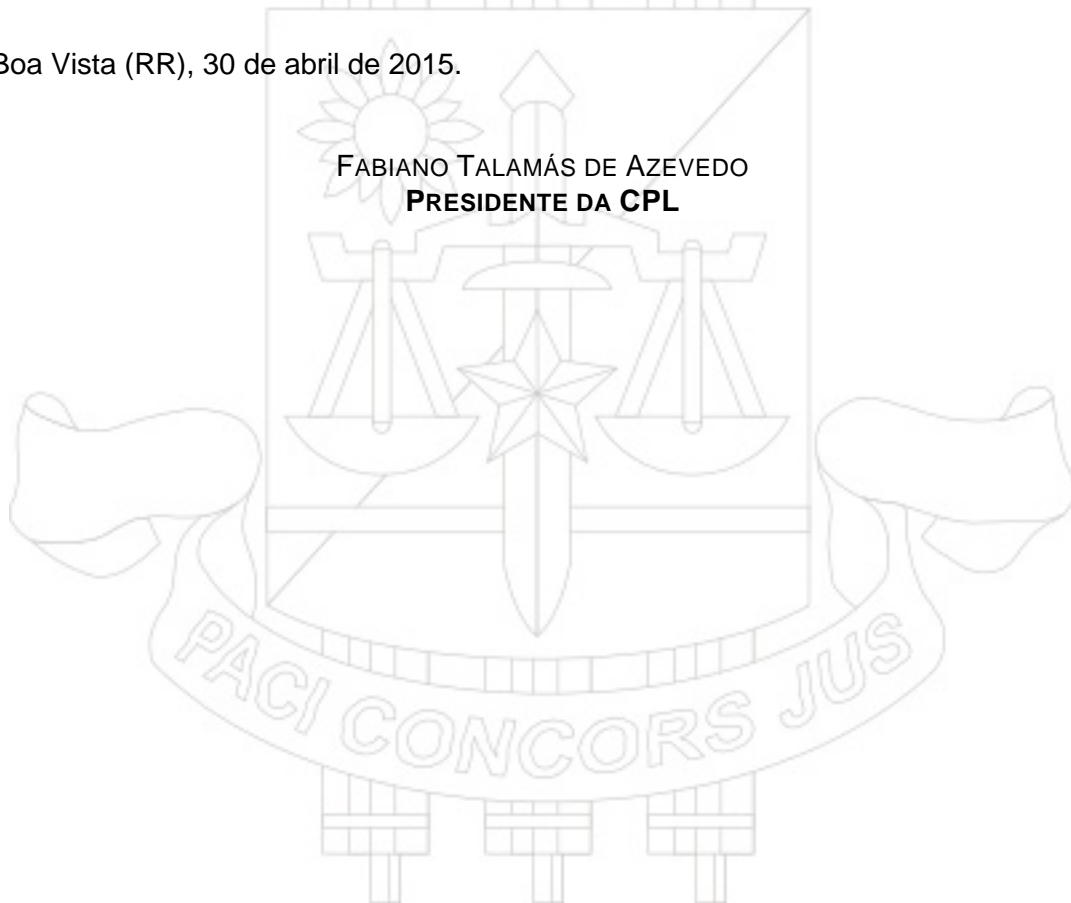 Boa Vista (RR), 30 de abril de 2015.
FABIANO TALAMÁS DE AZEVEDO
PRESIDENTE DA CPL
PACI CONCORS JUS